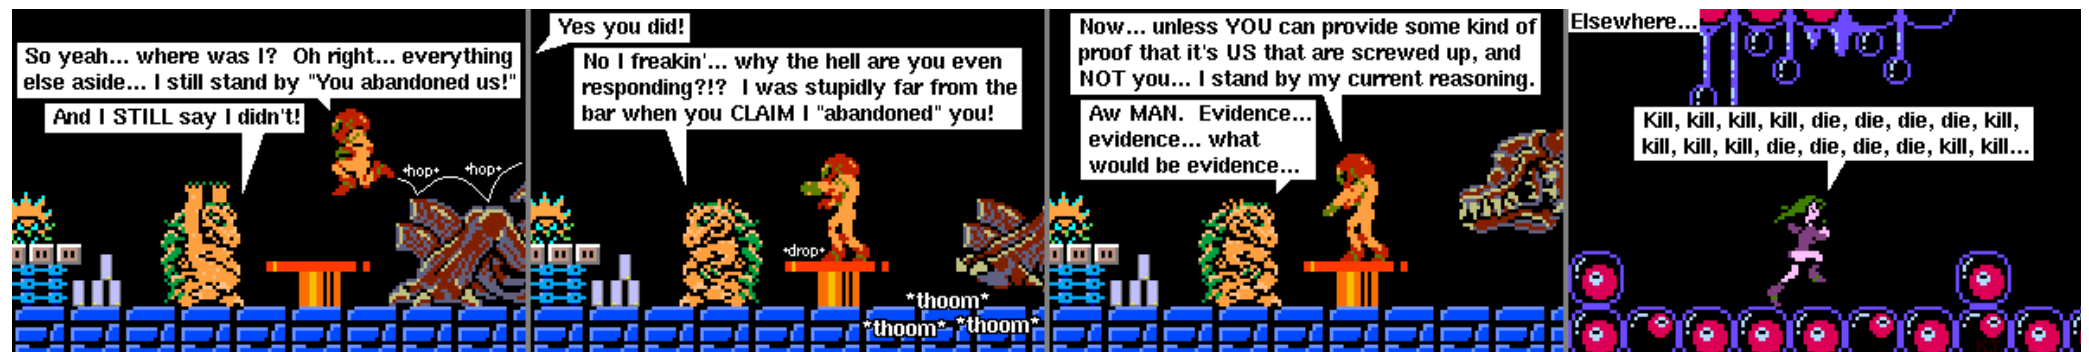 So yeah... where was I?  Oh right... everything
else aside... I still stand by "You abandoned us!"
And I STILL say I didn't!
*hop*
*hop*
Yes you did!
No I freakin'... why the hell are you even
responding?!?  I was stupidly far from the
bar when you CLAIM I "abandoned" you!
*drop*
*thoom*
*thoom*
*thoom*
Now... unless YOU can provide some kind of
proof that it's US that are screwed up, and
NOT you... I stand by my current reasoning.
Aw MAN.  Evidence...
evidence... what
would be evidence...
Elsewhere...
Kill, kill, kill, kill, die, die, die, die, kill,
kill, kill, kill, die, die, die, die, kill, kill...